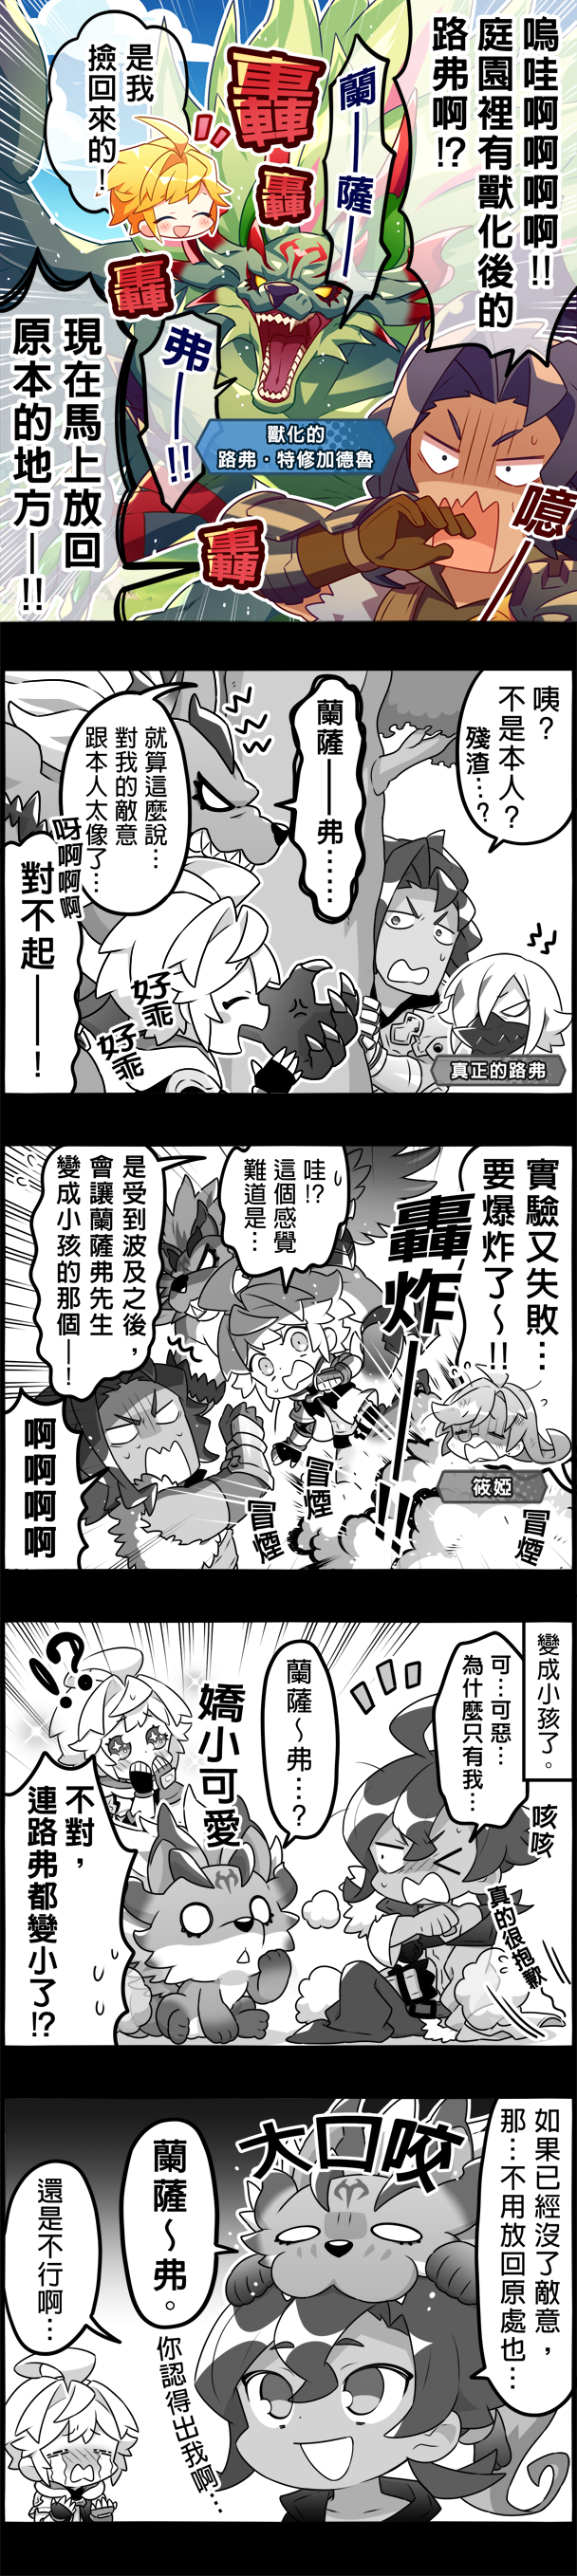 嗚哇啊啊啊啊!!
庭園裡有獸化後的
路弗啊!?
蘭——薩——
轟
轟
是我
撿回來的!
轟
弗——!!
獸化的
路弗・特修加德魯
噫——
轟
現在馬上放回
原本的地方——!!
咦?
不是本人?
殘渣…?
蘭薩——弗……
就算這麼說…
對我的敵意
跟本人太像了…
真正的路弗
好乖
好乖
呀啊啊啊
對不起——!
實驗又失敗…
要爆炸了~!!
轟炸——!!
筱婭
冒煙
冒煙
冒煙
哇!?
這個感覺
難道是…
是受到波及之後,
會讓蘭薩弗先生
變成小孩的那個——!
啊啊啊啊
變成小孩了。
可…可惡…
為什麼只有我…
咳咳
真的很抱歉
蘭薩~弗…?
嬌小可愛
!?
不對,
連路弗都變小了!?
如果已經沒了敵意,
那…不用放回原處也…
大口咬
蘭薩~弗。
你認得出我啊…
還是不行啊…